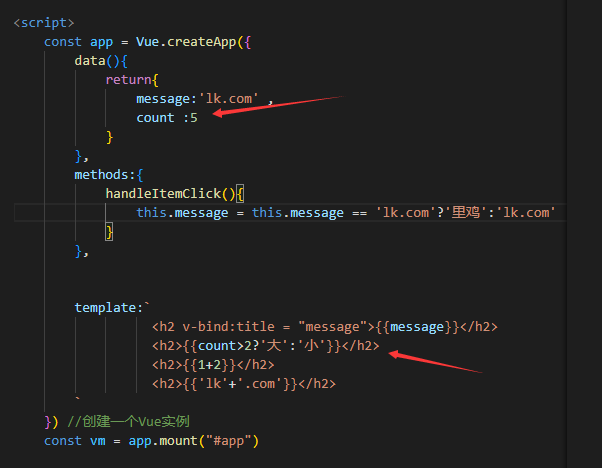 <script>
const app = Vue.createApp({
data(){
return{
message:'lk.com' ,
count :5
}
},
methods:{
handleItemClick(){
this.message = this.message == 'lk.com'?'里鸡':'lk.com'
}
},
template:`
<h2 v-bind:title = "message">{{message}}</h2>
<h2>{{count>2?'大':'小'}}</h2>
<h2>{{1+2}}</h2>
<h2>{{'lk'+'.com'}}</h2>
`
}) //创建一个Vue实例
const vm = app.mount("#app")